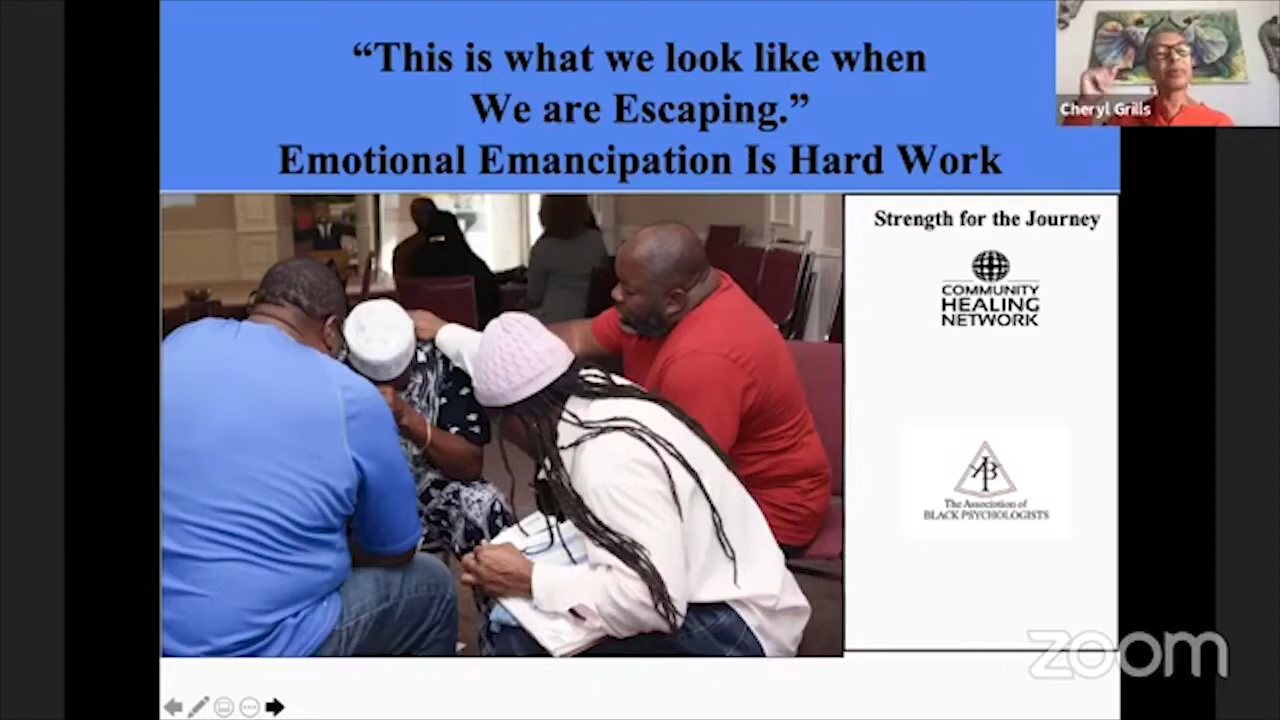 “This is what we look like when
We are Escaping.”
Emotional Emancipation Is Hard Work
Cheryl Grills
Strength for the Journey
COMMUNITY
HEALING
NETWORK
ABP
The Association of
BLACK PSYCHOLOGISTS
zoom